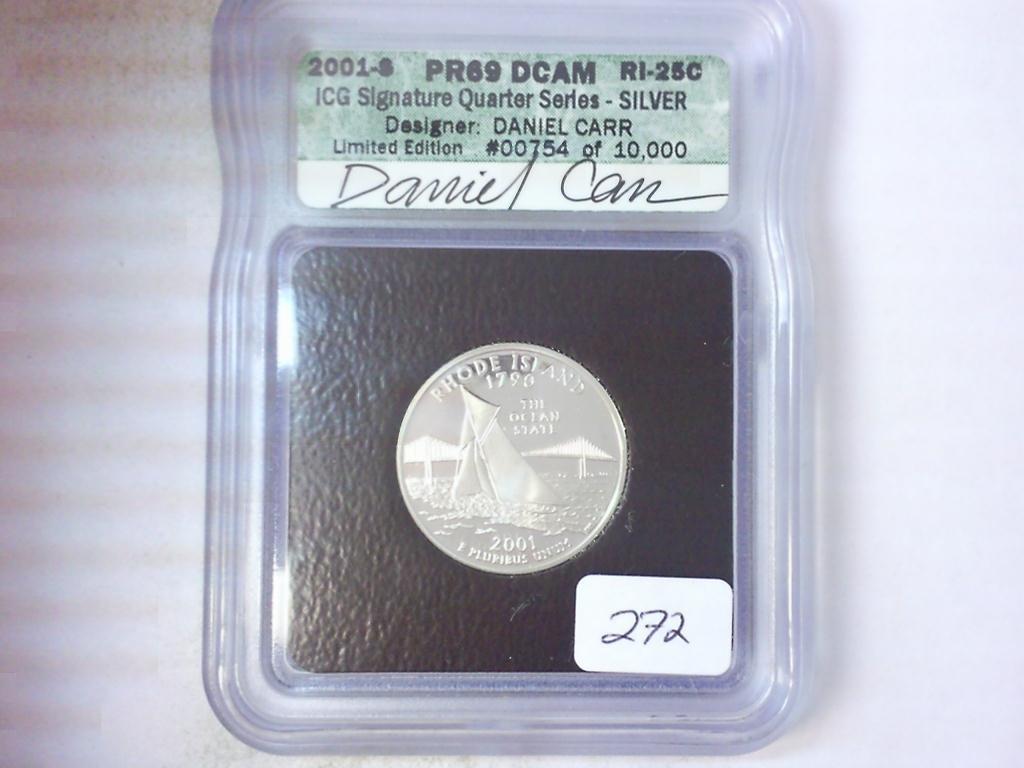 2001-S PR69 DCAM RI-25C
ICG Signature Quarter Series - SILVER
Designer: DANIEL CARR
Limited Edition #00754 of 10,000
Daniel Carr
RHODE ISLAND
1790
THE
OCEAN
STATE
2001
E PLURIBUS UNUM
272